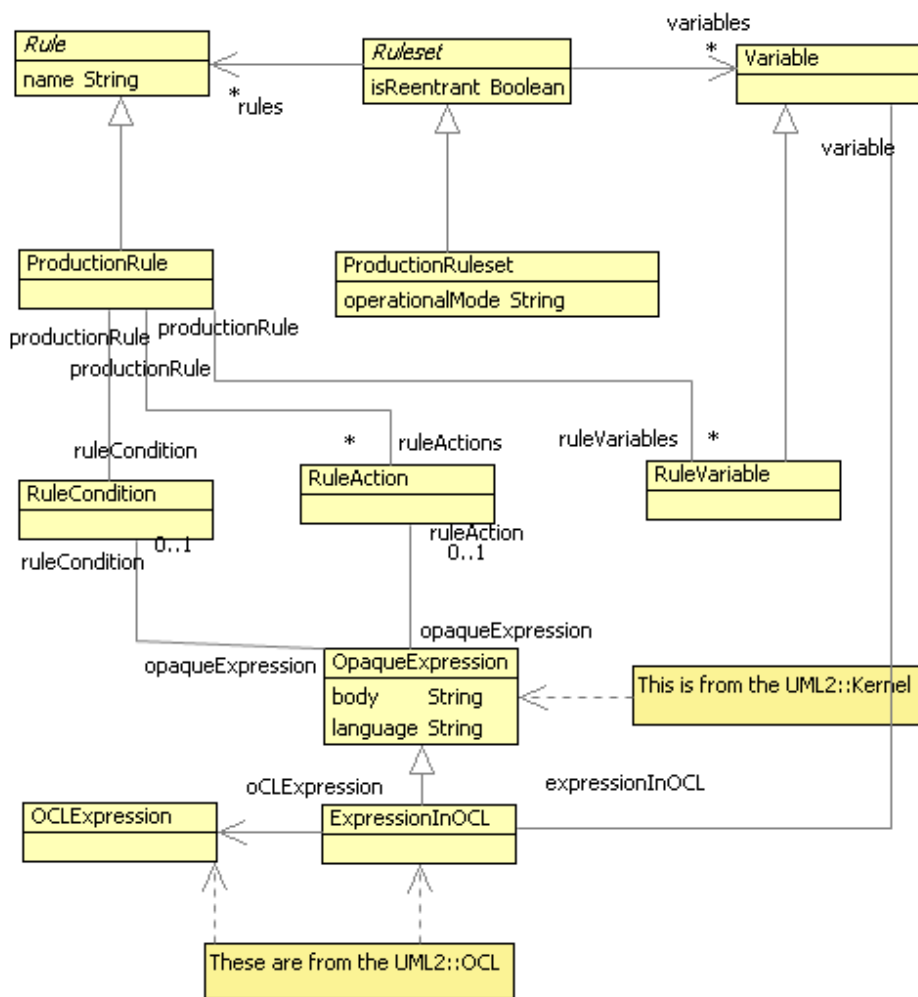 variables
Rule
Ruleset
*
Variable
name String
isReentrant Boolean
*
rules
variable
ProductionRule
ProductionRuleset
operationalMode String
productionRule
productionRule
productionRule
ruleCondition
*
ruleActions
ruleVariables
*
RuleCondition
RuleAction
RuleVariable
0..1
ruleCondition
ruleAction
0..1
opaqueExpression
opaqueExpression
OpaqueExpression
body String
language String
This is from the UML2::Kernel
oCLExpression
expressionInOCL
OCLExpression
ExpressionInOCL
These are from the UML2::OCL